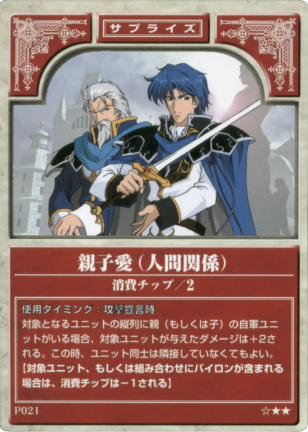 サプライズ
親子愛(人間関係)
消費チップ/2
使用タイミング:攻撃宣言時
対象となるユニットの縦列に親(もしくは子)の自軍ユ
ニットがいる場合、対象ユニットが与えたダメージは+2さ
れる。この時、ユニット同士は隣接していなくてもよい。
【対象ユニット、もしくは組み合わせにバイロンが含まれる
場合は、消費チップは-1される】
P021
☆★★